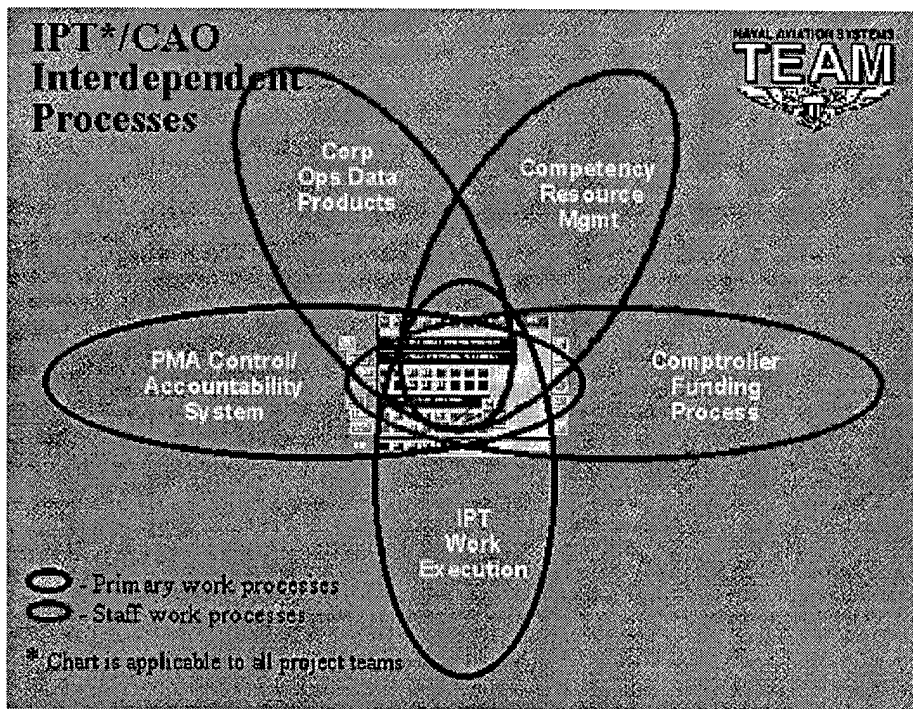 IPT*/CAO
Interdependent
Processes
NAVAL AVIATION SYSTEMS
TEAM
Corp
Ops Data
Products
Competency
Resource
Mgmt
PMA Control/
Accountability
System
Comptroller
Funding
Process
IPT
Work
Execution
- Primary work processes
- Staff work processes
* Chart is applicable to all project teams